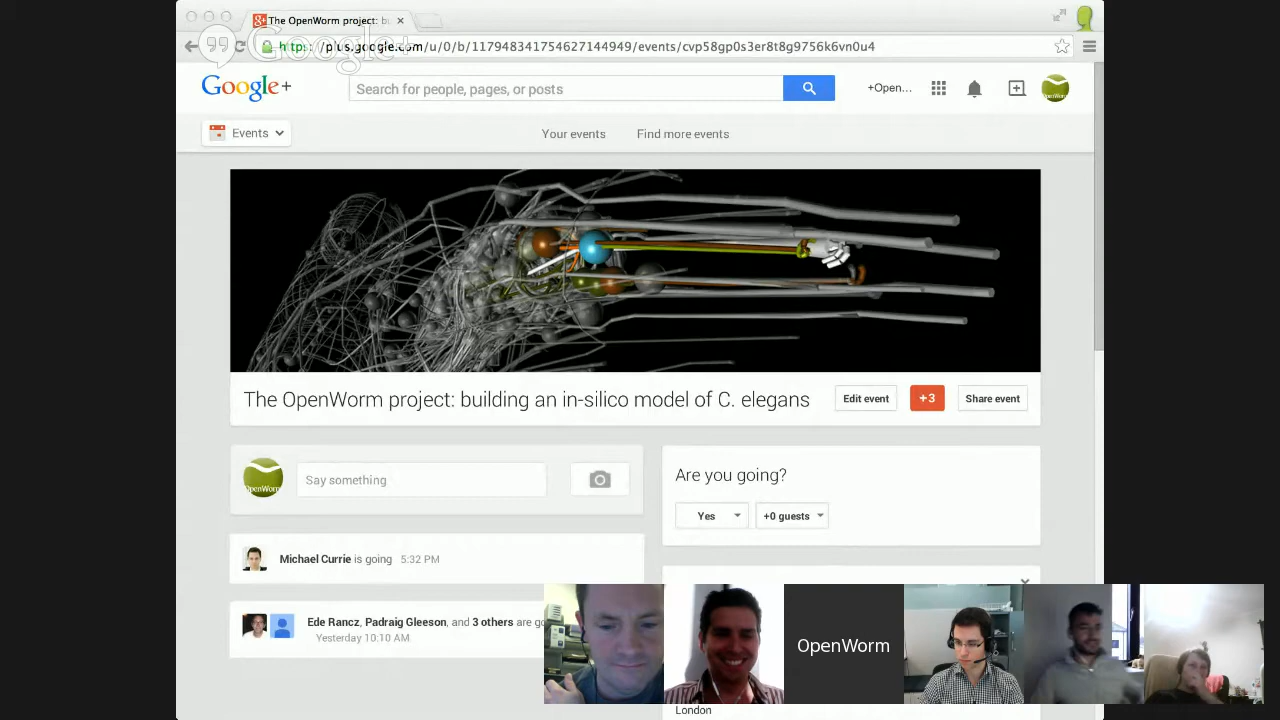 The OpenWorm project: bu
https://plus.google.com/u/0/b/117948341754627144949/events/cvp58gp0s3er8t8g9756k6vn0u4
Google+
Google+
Search for people, pages, or posts
+Open...
Events
Your events
Find more events
The OpenWorm project: building an in-silico model of C. elegans
Edit event
+3
Share event
OpenWorm
Say something
Are you going?
Yes
+0 guests
Michael Currie is going 5:32 PM
Ede Rancz, Padraig Gleeson, and 3 others are go
Yesterday 10:10 AM
OpenWorm
London